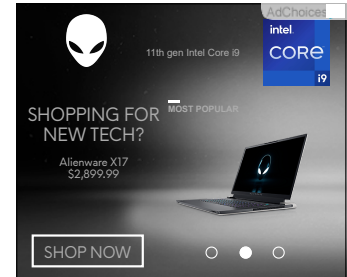 AdChoices
intel
CORE
i9
11th gen Intel Core i9
MOST POPULAR
SHOPPING FOR
NEW TECH?
Alienware X17
$2,899.99
SHOP NOW